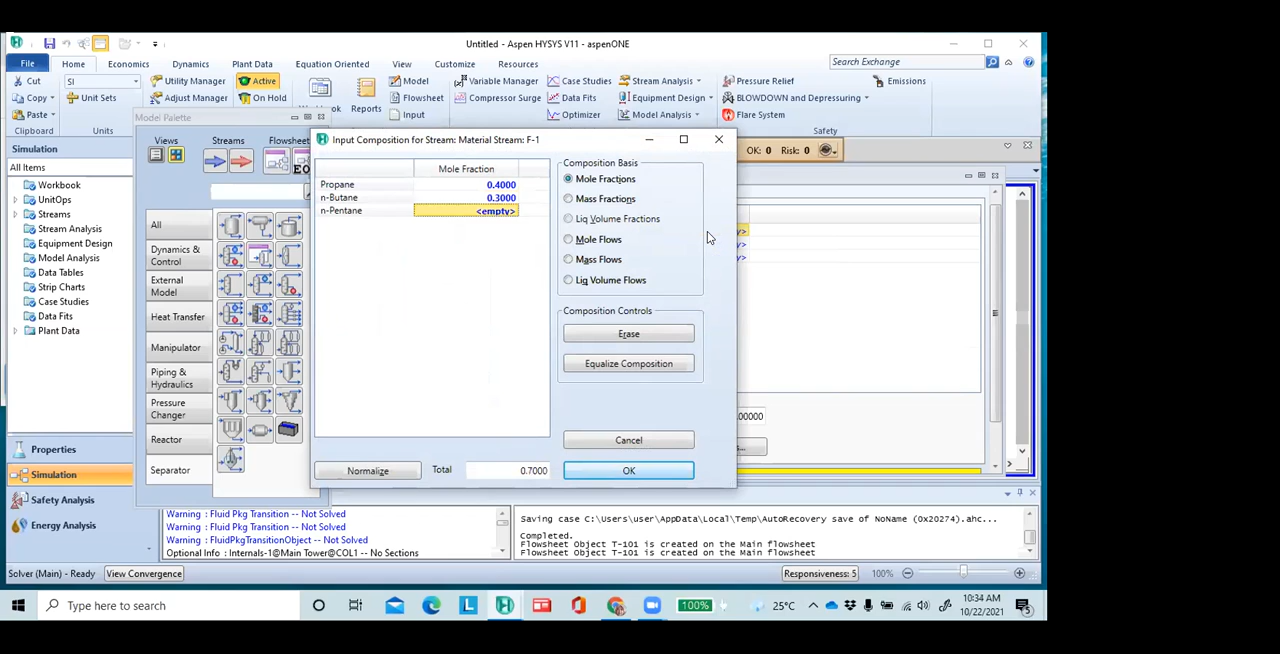 Untitled - Aspen HYSYS V11 - aspenONE
File Home Economics Dynamics Plant Data Equation Oriented View Customize Resources Search Exchange
Cut SI Utility Manager Active Model Variable Manager Case Studies Stream Analysis Pressure Relief Emissions
Copy Unit Sets Adjust Manager On Hold Flowsheet Compressor Surge Data Fits Equipment Design BLOWDOWN and Depressuring
Paste Reports Input Optimizer Model Analysis Flare System
Clipboard Units Safety
Model Palette
Simulation
Views Streams Flowshee
EO
All Items
Workbook
UnitOps
Streams
Stream Analysis
Equipment Design
Model Analysis
Data Tables
Strip Charts
Case Studies
Data Fits
Plant Data
All
Dynamics & Control
External Model
Heat Transfer
Manipulator
Piping & Hydraulics
Pressure Changer
Reactor
Separator
Input Composition for Stream: Material Stream: F-1
OK: 0 Risk: 0
Mole Fraction
Propane 0.4000
n-Butane 0.3000
n-Pentane <empty>
Composition Basis
Mole Fractions
Mass Fractions
Liq Volume Fractions
Mole Flows
Mass Flows
Liq Volume Flows
Composition Controls
Erase
Equalize Composition
Cancel
OK
Normalize Total 0.7000
y>
y>
y>
00000
Properties
Simulation
Safety Analysis
Energy Analysis
Warning : Fluid Pkg Transition -- Not Solved
Warning : Fluid Pkg Transition -- Not Solved
Warning : FluidPkgTransitionObject -- Not Solved
Optional Info : Internals-1@Main Tower@COL1 -- No Sections
Saving case C:\Users\user\AppData\Local\Temp\AutoRecovery save of NoName (0x20274).ahc...
Completed.
Flowsheet Object T-101 is created on the Main flowsheet
Flowsheet Object T-101 is created on the Main flowsheet
Solver (Main) - Ready View Convergence Responsiveness: 5 100%
Type here to search 100% 25°C 10:34 AM
10/22/2021